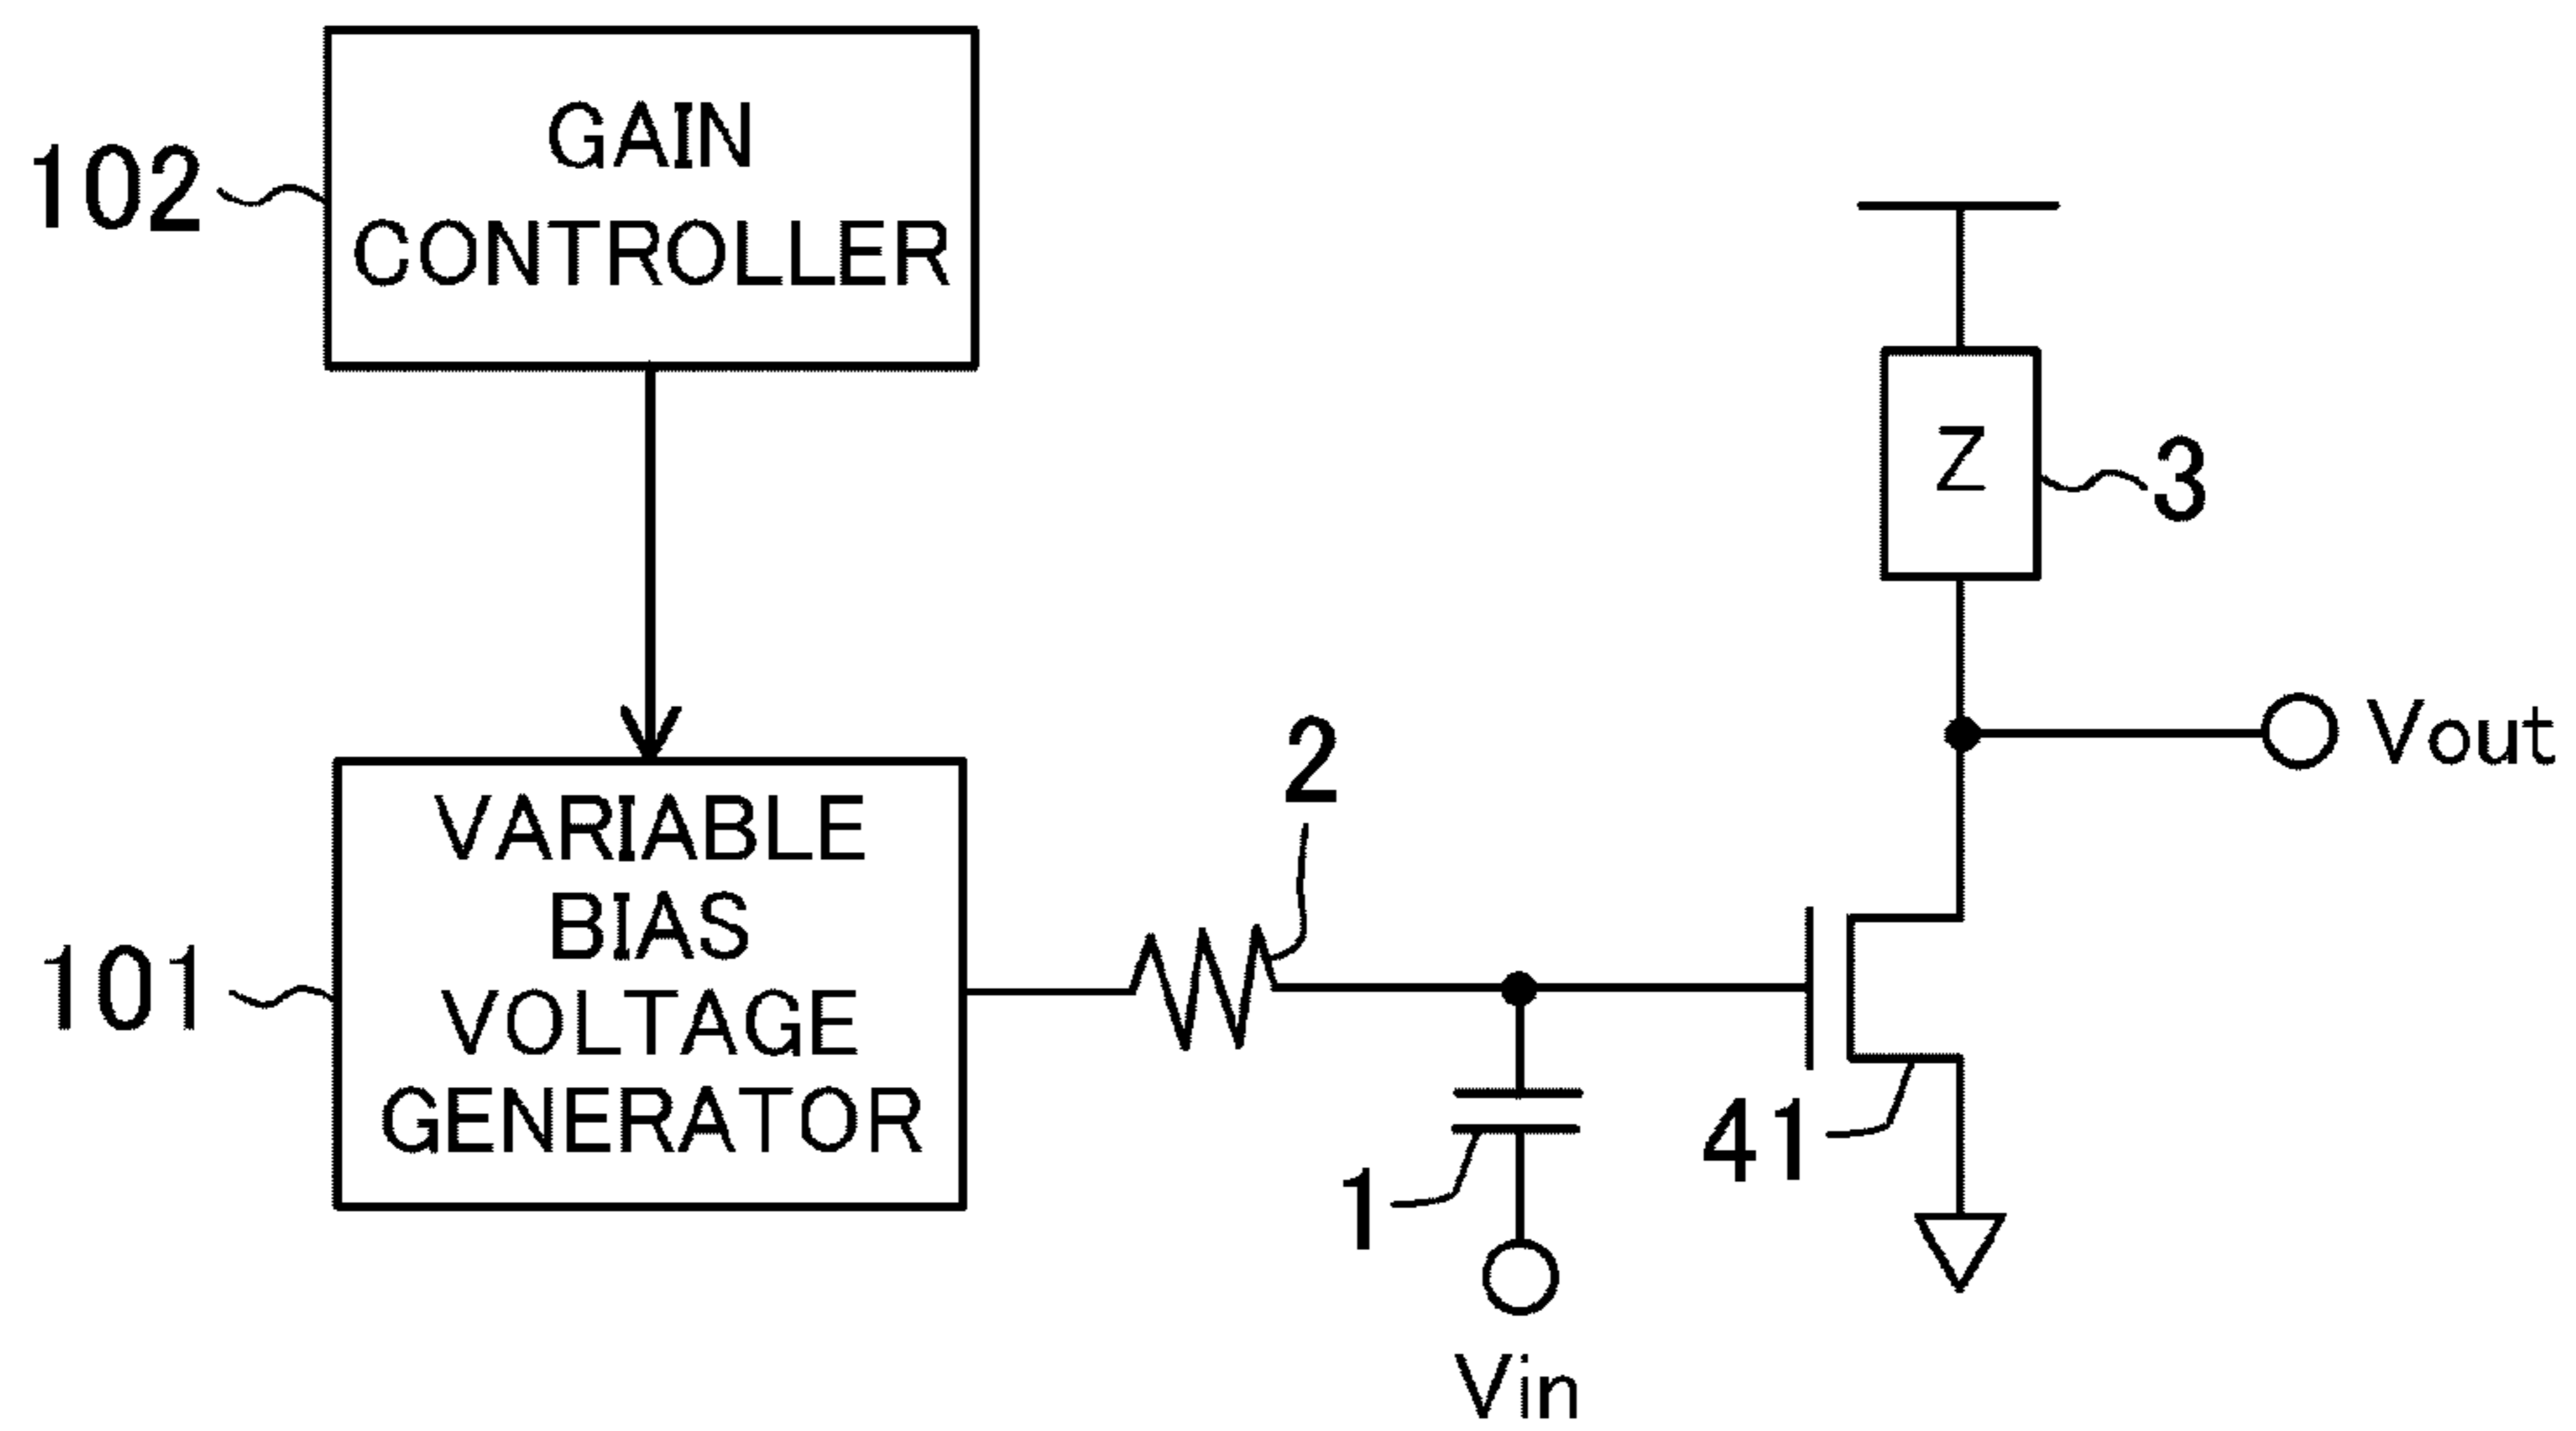 102
GAIN
CONTROLLER
Z
3
2
Vout
101
VARIABLE
BIAS
VOLTAGE
GENERATOR
1
41
Vin